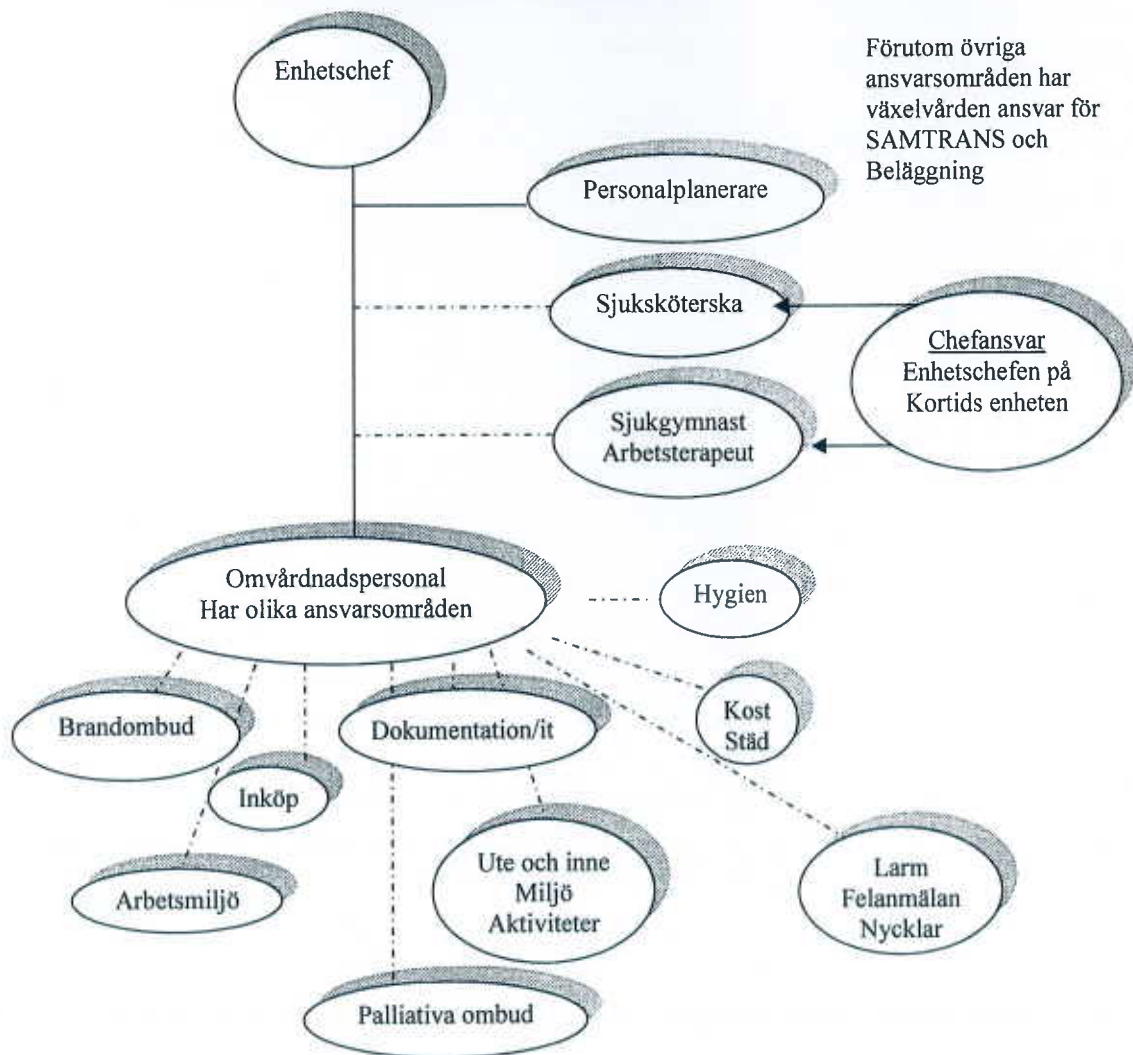 Enhetschef
Förutom övriga
ansvarsområden har
växelvården ansvar för
SAMTRANS och
Beläggning
Personalplanerare
Sjuksköterska
Chefansvar
Enhetschefen på
Kortids enheten
Sjukgymnast
Arbetsterapeut
Omvårdnadspersonal
Har olika ansvarsområden
Hygien
Brandombud
Dokumentation/it
Kost
Städ
Inköp
Arbetsmiljö
Ute och inne
Miljö
Aktiviteter
Larm
Felanmälan
Nycklar
Palliativa ombud